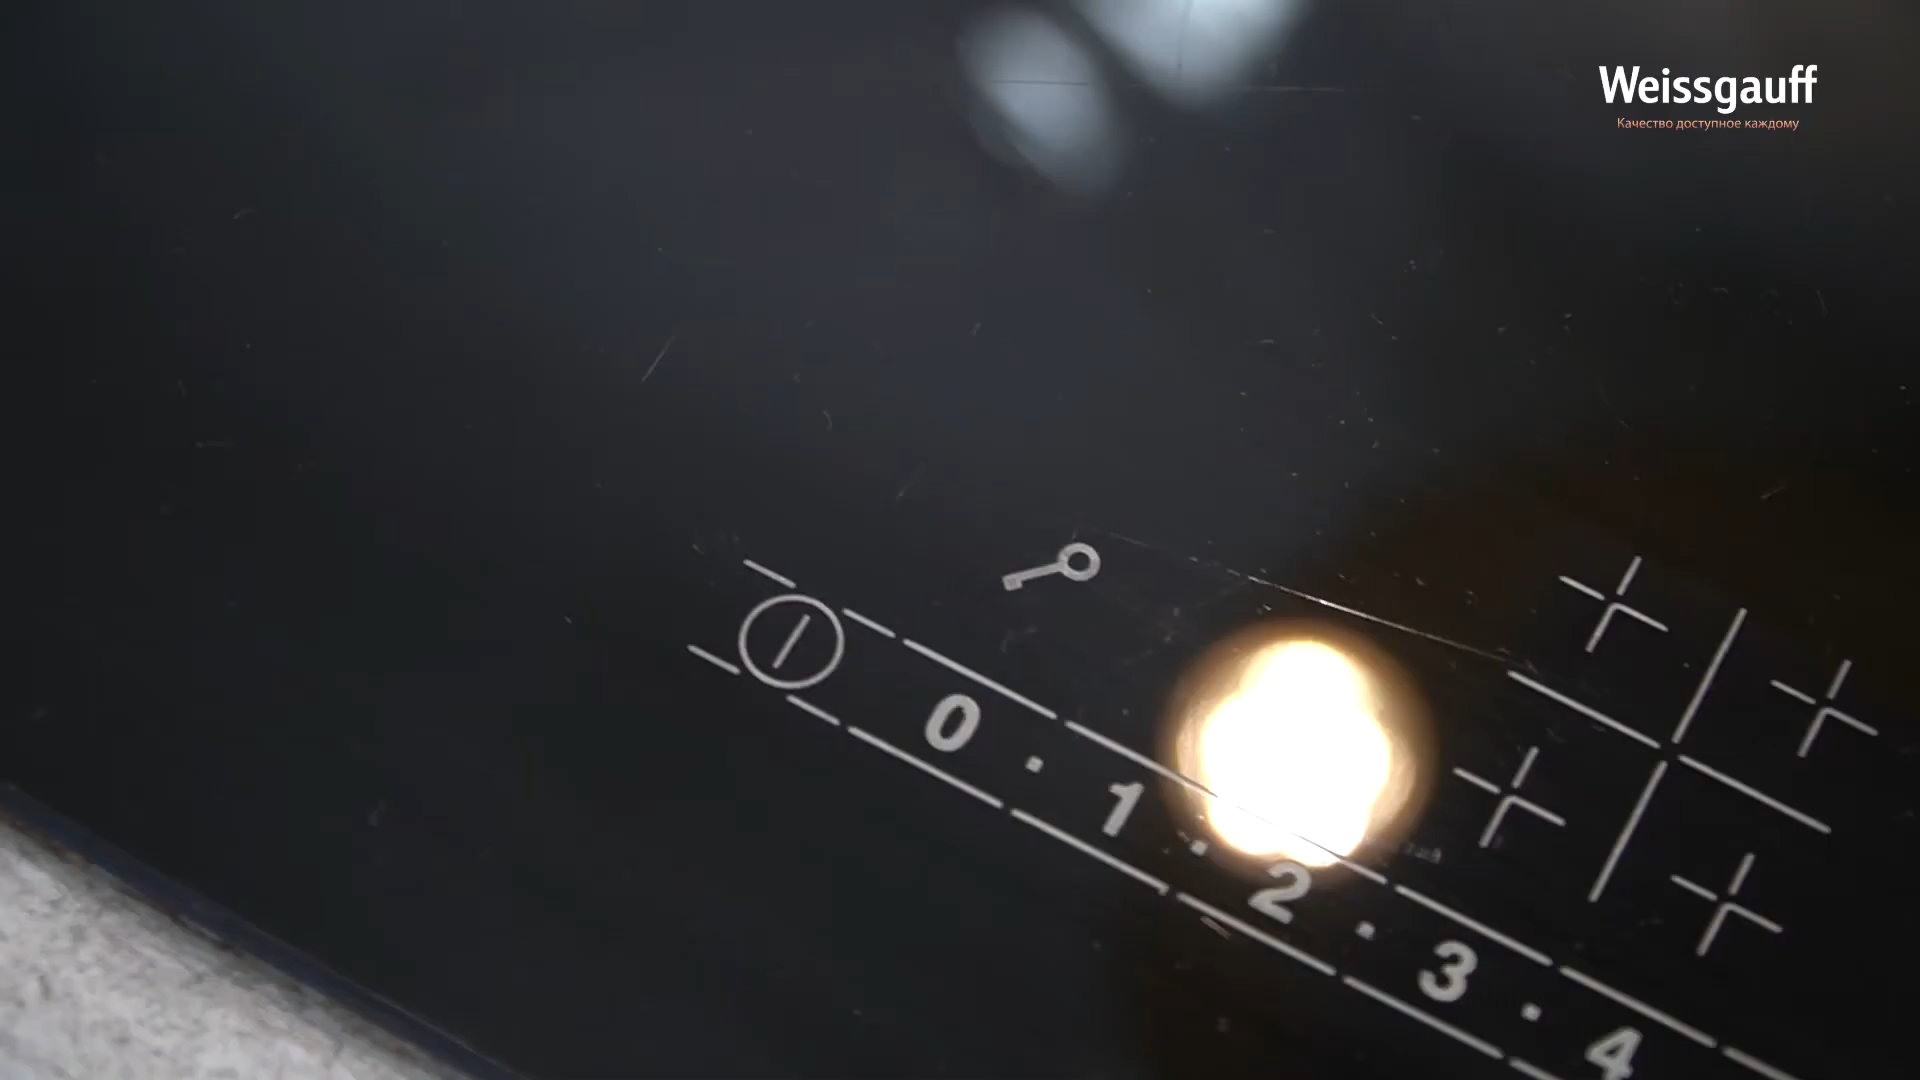 Weissgauff
Качество доступное каждому
0 · 1 · 2 · 3 · 4